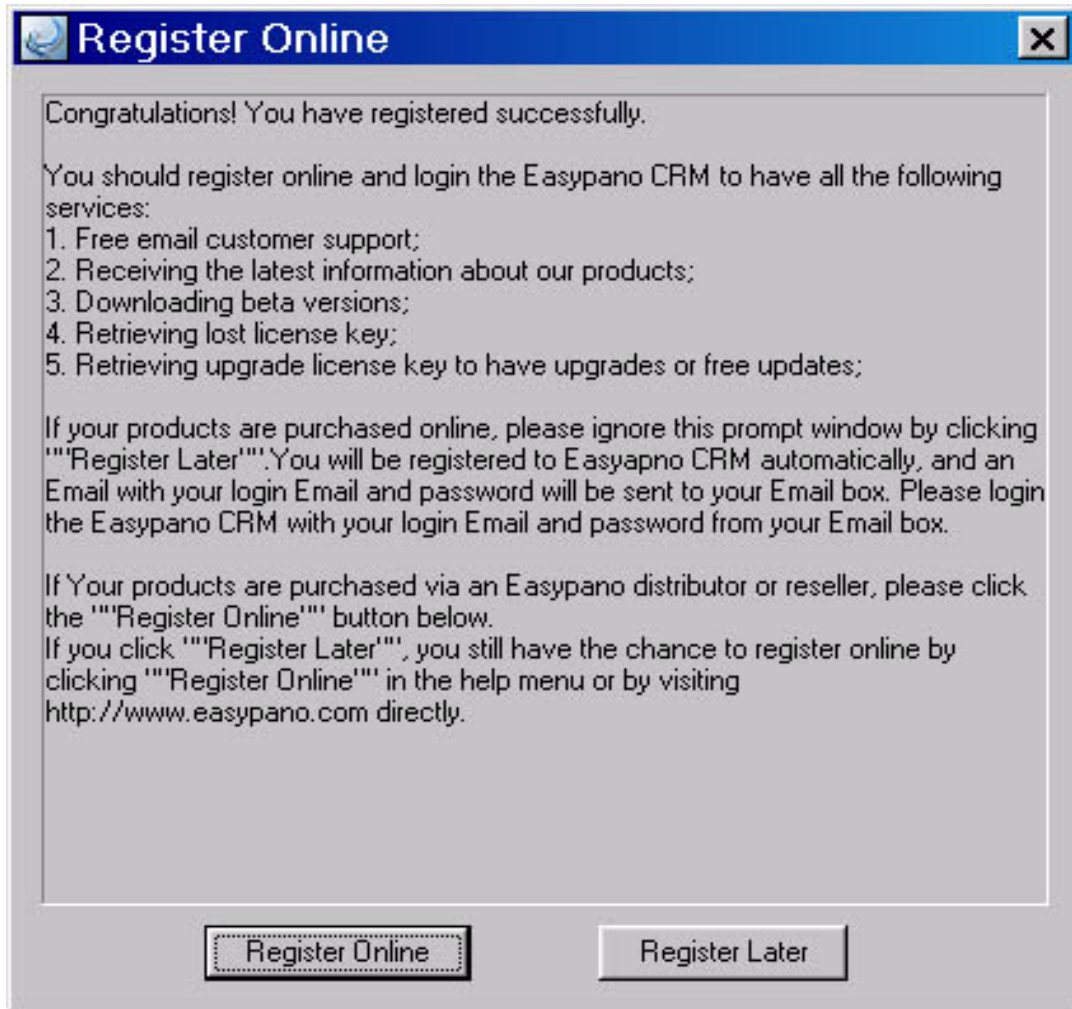 Register Online
Congratulations! You have registered successfully.
You should register online and login the Easypano CRM to have all the following
services:
1. Free email customer support;
2. Receiving the latest information about our products;
3. Downloading beta versions;
4. Retrieving lost license key;
5. Retrieving upgrade license key to have upgrades or free updates;
If your products are purchased online, please ignore this prompt window by clicking
'""Register Later""'.You will be registered to Easyapno CRM automatically, and an
Email with your login Email and password will be sent to your Email box. Please login
the Easypano CRM with your login Email and password from your Email box.
If Your products are purchased via an Easypano distributor or reseller, please click
the '""Register Online""' button below.
If you click '""Register Later""', you still have the chance to register online by
clicking '""Register Online""' in the help menu or by visiting
http://www.easypano.com directly.
Register Online
Register Later